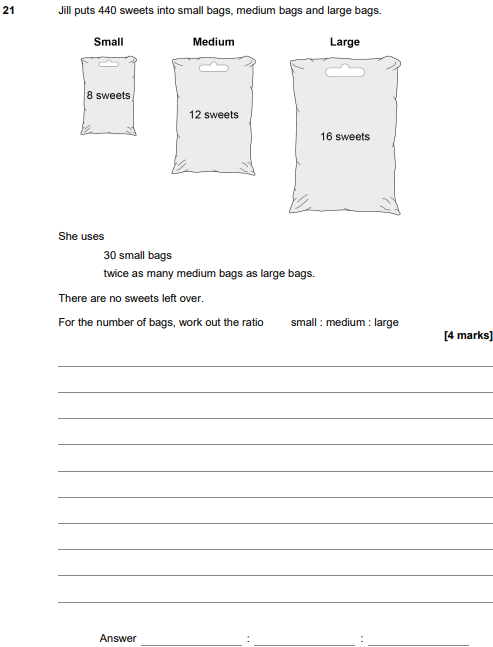 21 Jill puts 440 sweets into small bags, medium bags and large bags.
Small Medium Large
8 sweets
12 sweets
16 sweets
She uses
30 small bags
twice as many medium bags as large bags.
There are no sweets left over.
For the number of bags, work out the ratio small : medium : large
[4 marks]
Answer : :